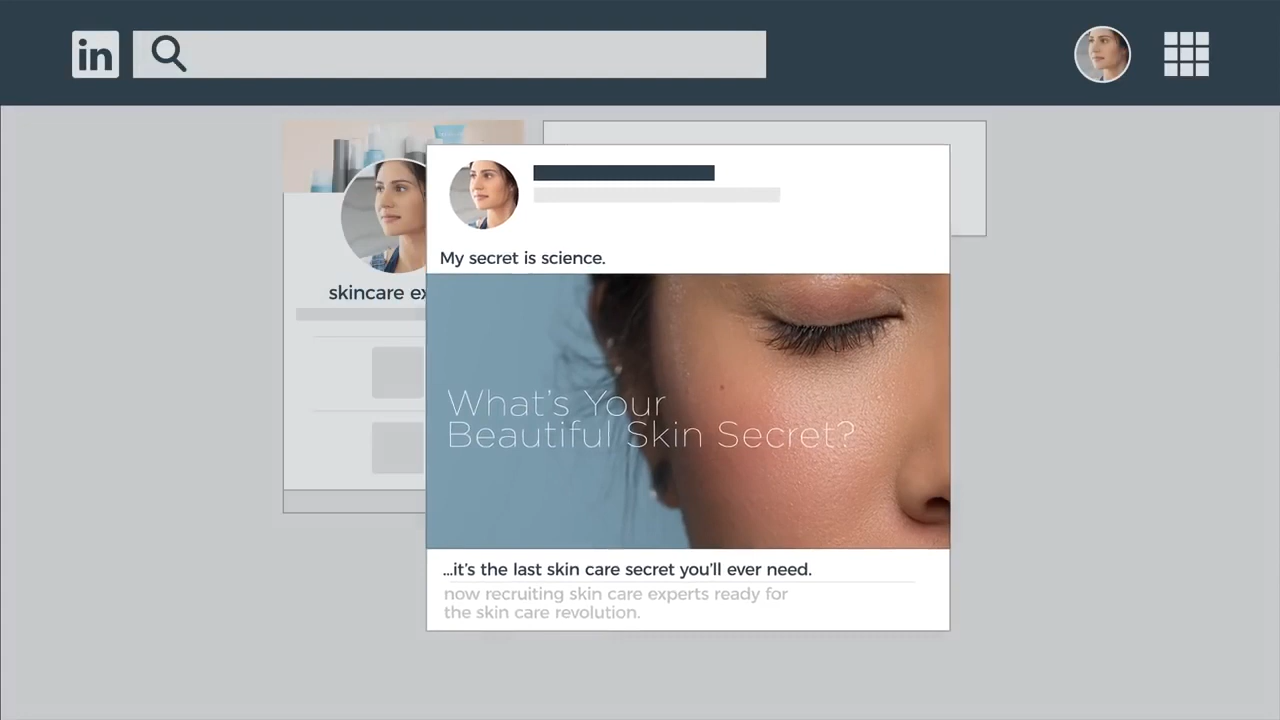 in
My secret is science.
skincare ex
What's Your
Beautiful Skin Secret?
...it's the last skin care secret you'll ever need.
now recruiting skin care experts ready for
the skin care revolution.